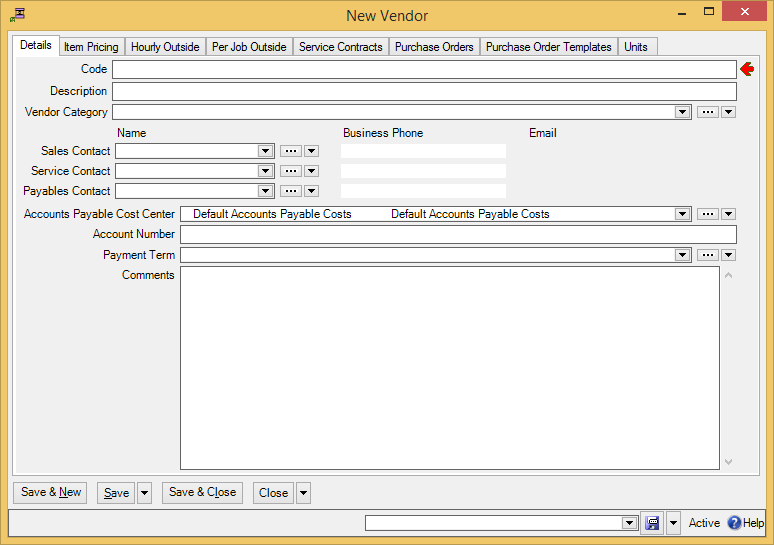 New Vendor
Details Item Pricing Hourly Outside Per Job Outside Service Contracts Purchase Orders Purchase Order Templates Units
Code
Description
Vendor Category
Name Business Phone Email
Sales Contact
Service Contact
Payables Contact
Accounts Payable Cost Center Default Accounts Payable Costs Default Accounts Payable Costs
Account Number
Payment Term
Comments
Save & New Save Save & Close Close
Active Help